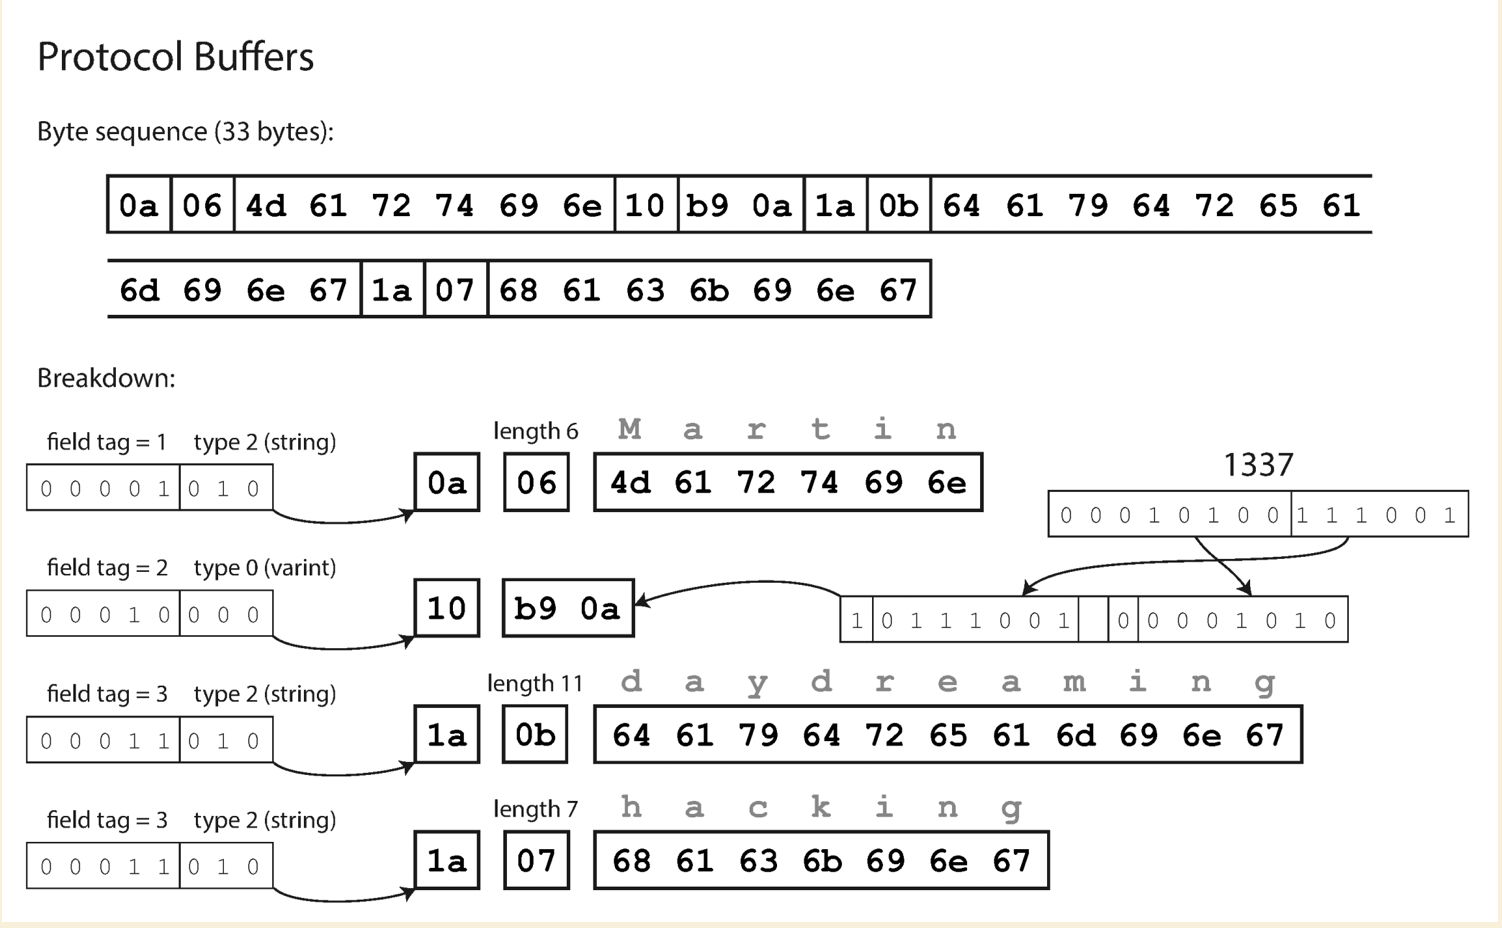 Protocol Buffers
Byte sequence (33 bytes):
0a 06 4d 61 72 74 69 6e 10 b9 0a 1a 0b 64 61 79 64 72 65 61
6d 69 6e 67 1a 07 68 61 63 6b 69 6e 67
Breakdown:
field tag = 1 type 2 (string) length 6 M a r t i n
0 0 0 0 1 0 1 0 0a 06 4d 61 72 74 69 6e
1337
0 0 0 1 0 1 0 0 1 1 1 0 0 1
field tag = 2 type 0 (varint)
0 0 0 1 0 0 0 0 10 b9 0a 1 0 1 1 1 0 0 1 0 0 0 0 1 0 1 0
field tag = 3 type 2 (string) length 11 d a y d r e a m i n g
0 0 0 1 1 0 1 0 1a 0b 64 61 79 64 72 65 61 6d 69 6e 67
field tag = 3 type 2 (string) length 7 h a c k i n g
0 0 0 1 1 0 1 0 1a 07 68 61 63 6b 69 6e 67